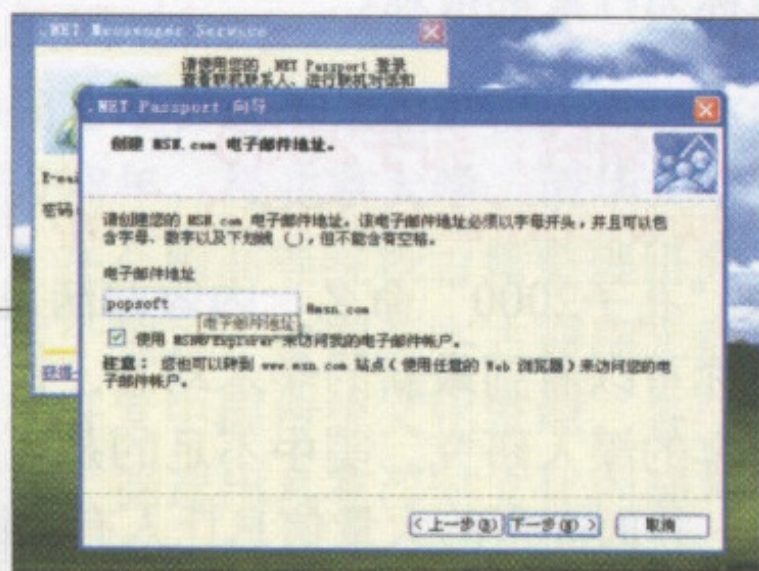 .NET Messenger Service
请使用您的 .NET Passport 登录
查看联机联系人、进行联机对话和
E-mai
密码：
获得
.NET Passport 向导
创建 MSN.com 电子邮件地址。
请创建您的 MSN.com 电子邮件地址。该电子邮件地址必须以字母开头，并且可以包
含字母、数字以及下划线 (_)，但不能含有空格。
电子邮件地址
popsoft @msn.com
电子邮件地址
使用 MSN Explorer 来访问我的电子邮件帐户。
注意： 您也可以转到 www.msn.com 站点(使用任意的 Web 浏览器)来访问您的电
子邮件帐户。
<上一步(B) 下一步(N)> 取消